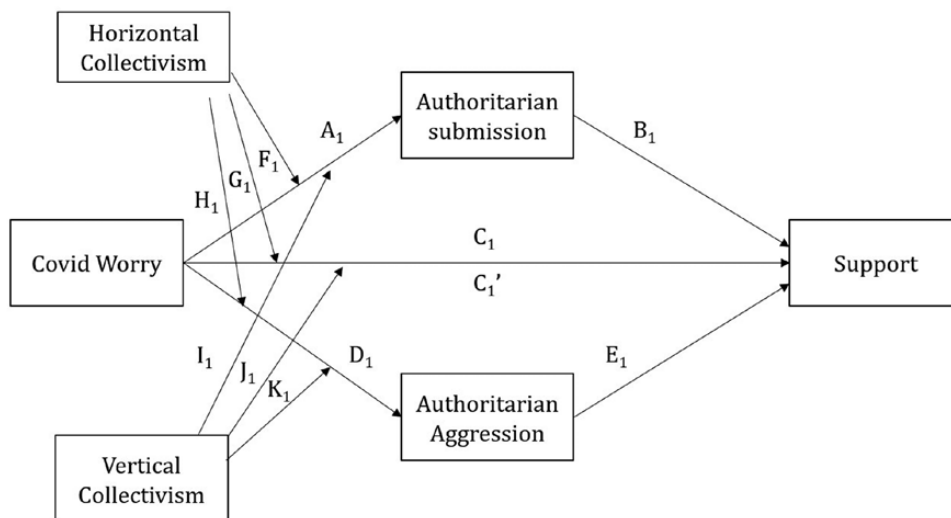 Horizontal
Collectivism
Authoritarian
submission
A₁
B₁
F₁
G₁
H₁
Covid Worry
C₁
C₁’
Support
I₁
J₁
K₁
D₁
E₁
Authoritarian
Aggression
Vertical
Collectivism